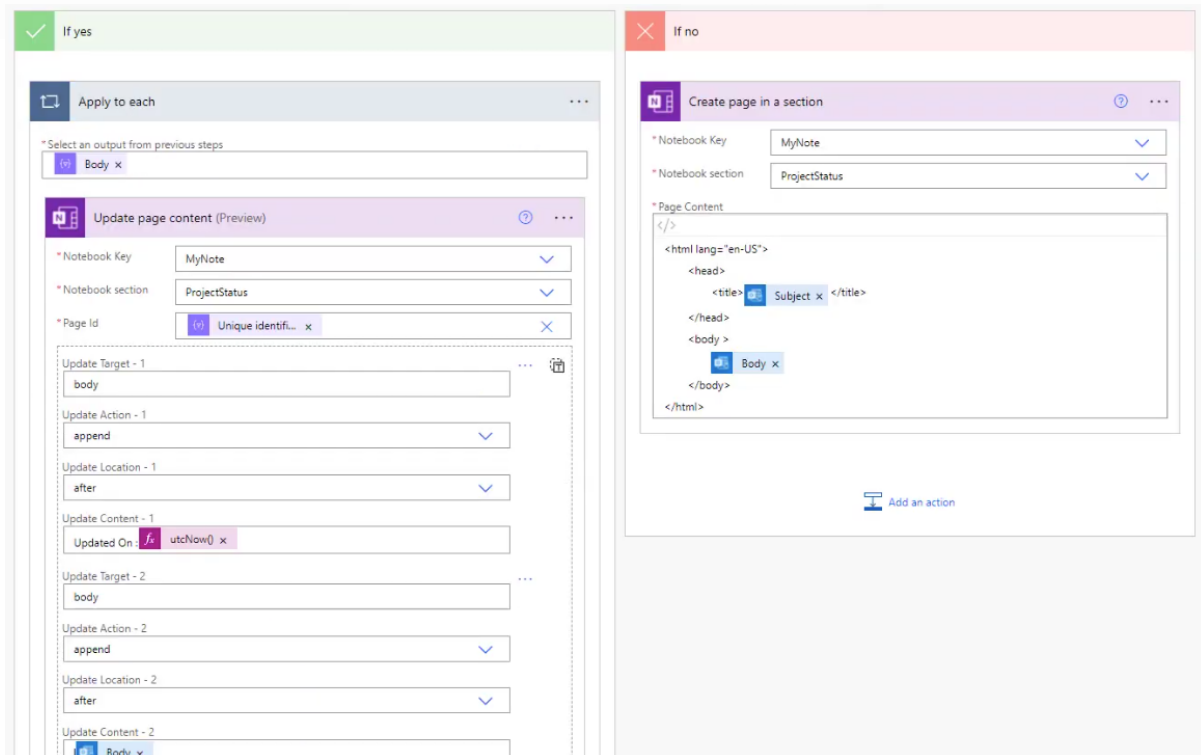 If yes
Apply to each
* Select an output from previous steps
Body ×
Update page content (Preview)
* Notebook Key
MyNote
* Notebook section
ProjectStatus
* Page Id
Unique identifi... ×
Update Target - 1
body
Update Action - 1
append
Update Location - 1
after
Update Content - 1
Updated On : fx utcNow() ×
Update Target - 2
body
Update Action - 2
append
Update Location - 2
after
Update Content - 2
Body ×
If no
Create page in a section
* Notebook Key
MyNote
* Notebook section
ProjectStatus
* Page Content
</>
<html lang="en-US">
<head>
<title> Subject × </title>
</head>
<body >
Body ×
</body>
</html>
Add an action